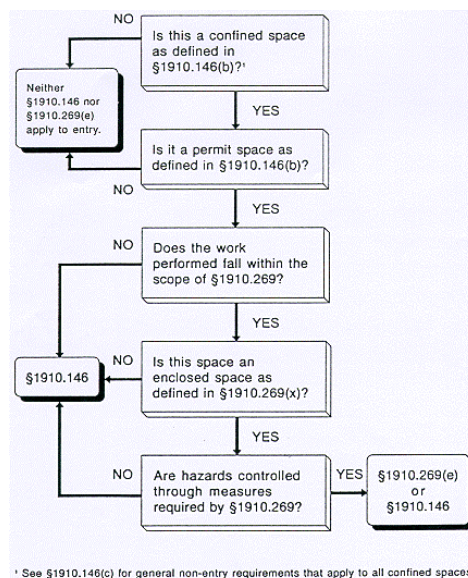 NO
Is this a confined space
as defined in
§1910.146(b)?¹
Neither
§1910.146 nor
§1910.269(e)
apply to entry.
YES
Is it a permit space as
defined in §1910.146(b)?
NO
YES
NO
Does the work
performed fall within the
scope of §1910.269?
YES
§1910.146
NO
Is this space an
enclosed space as
defined in §1910.269(x)?
YES
NO
Are hazards controlled
through measures
required by §1910.269?
YES
§1910.269(e)
or
§1910.146
¹ See §1910.146(c) for general non-entry requirements that apply to all confined spaces